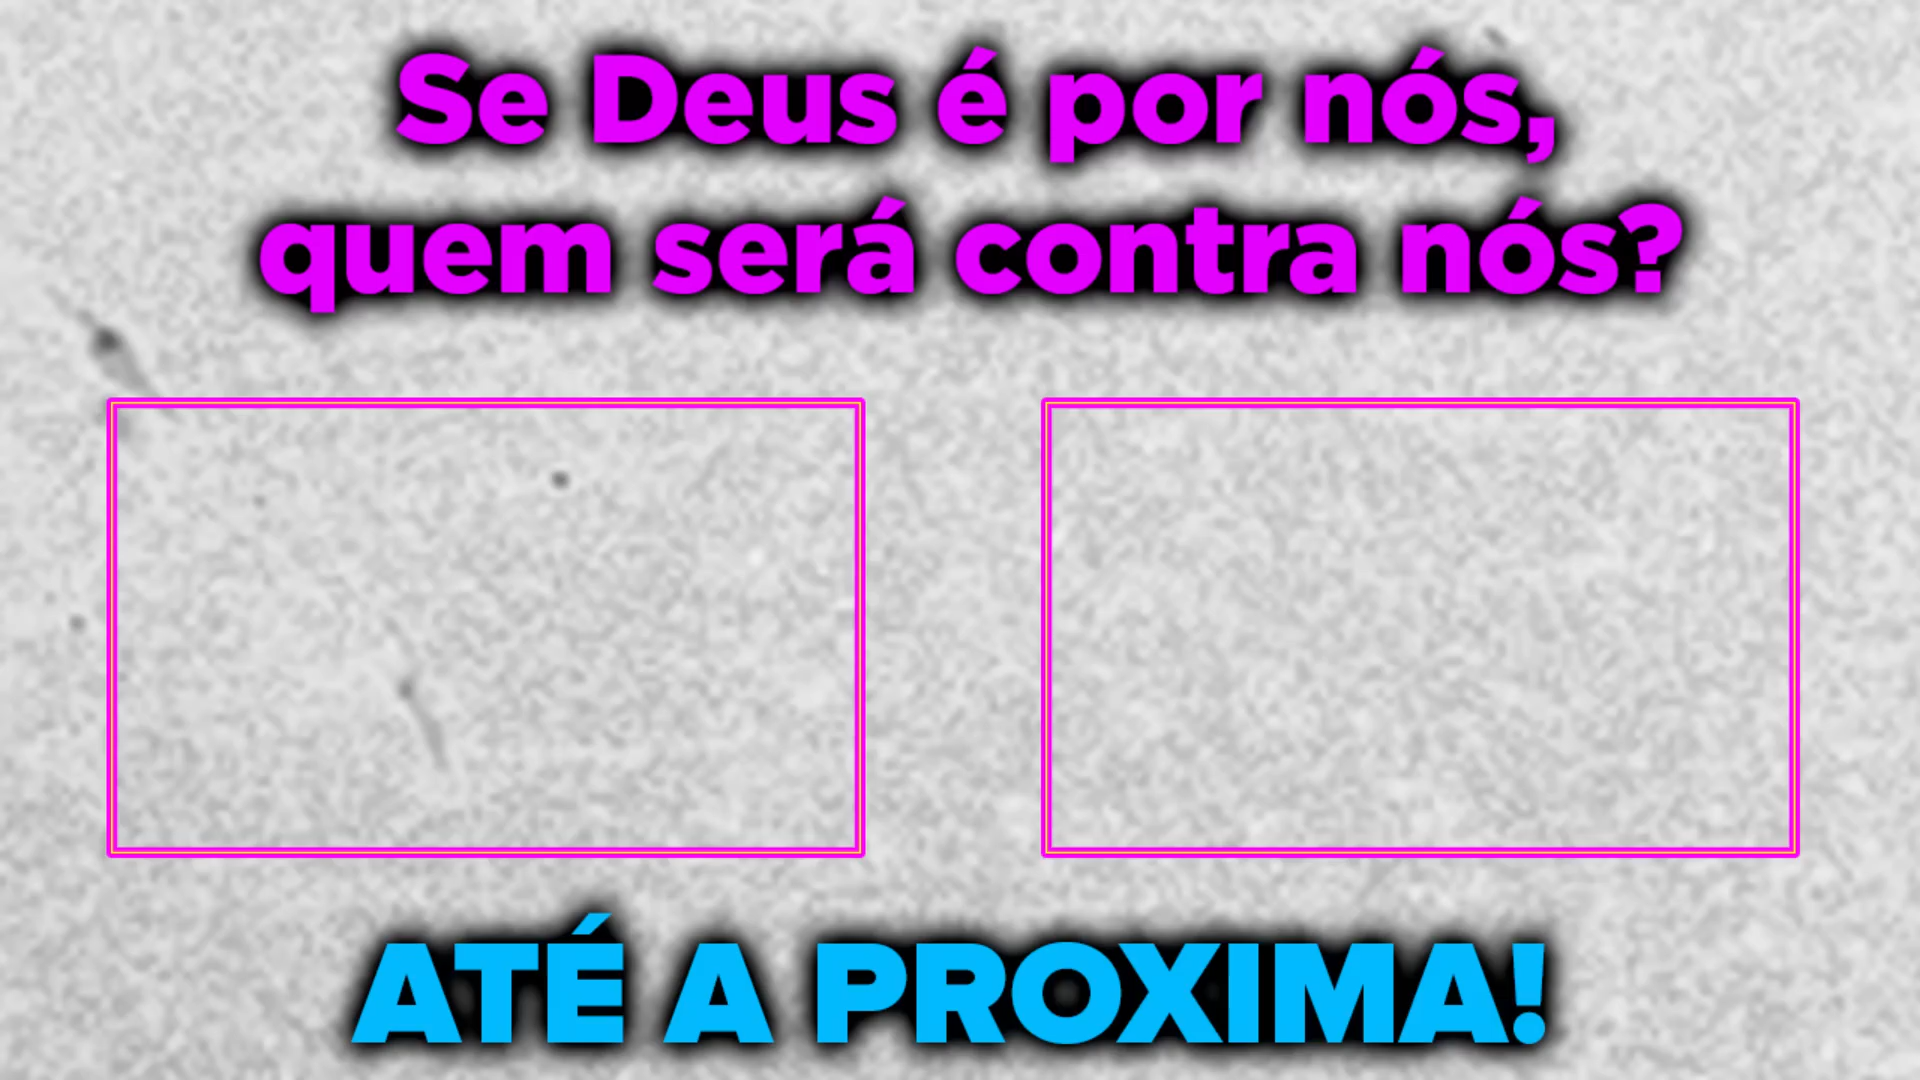 Se Deus é por nós,
quem será contra nós?
ATÉ A PROXIMA!